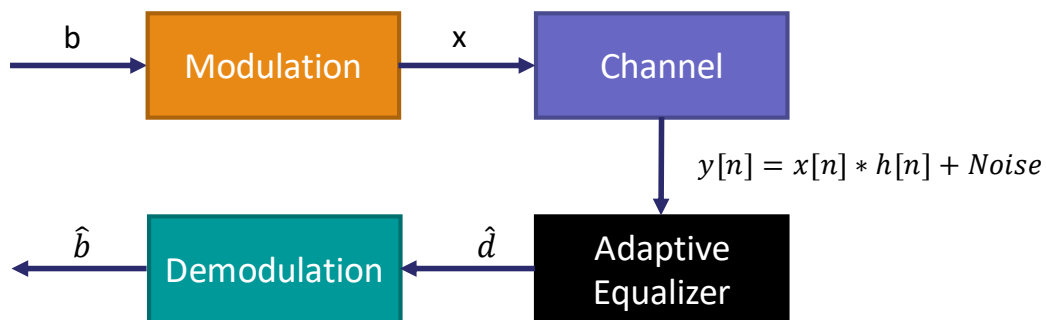 b
Modulation
x
Channel
y[n] = x[n] ∗ h[n] + Noise
b̂
Demodulation
d̂
Adaptive
Equalizer